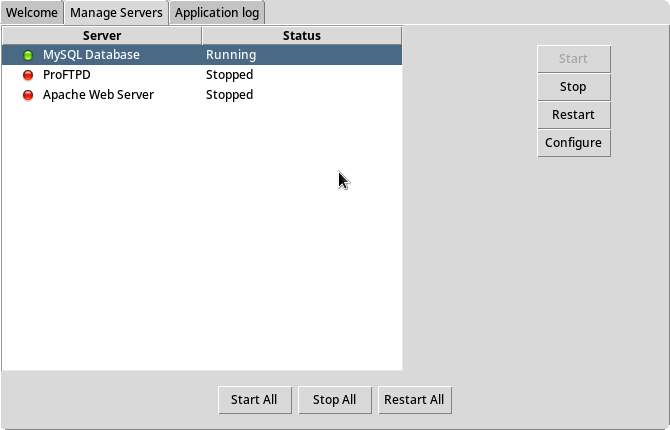 Welcome Manage Servers Application log
Server Status
MySQL Database Running
ProFTPD Stopped
Apache Web Server Stopped
Start
Stop
Restart
Configure
Start All Stop All Restart All